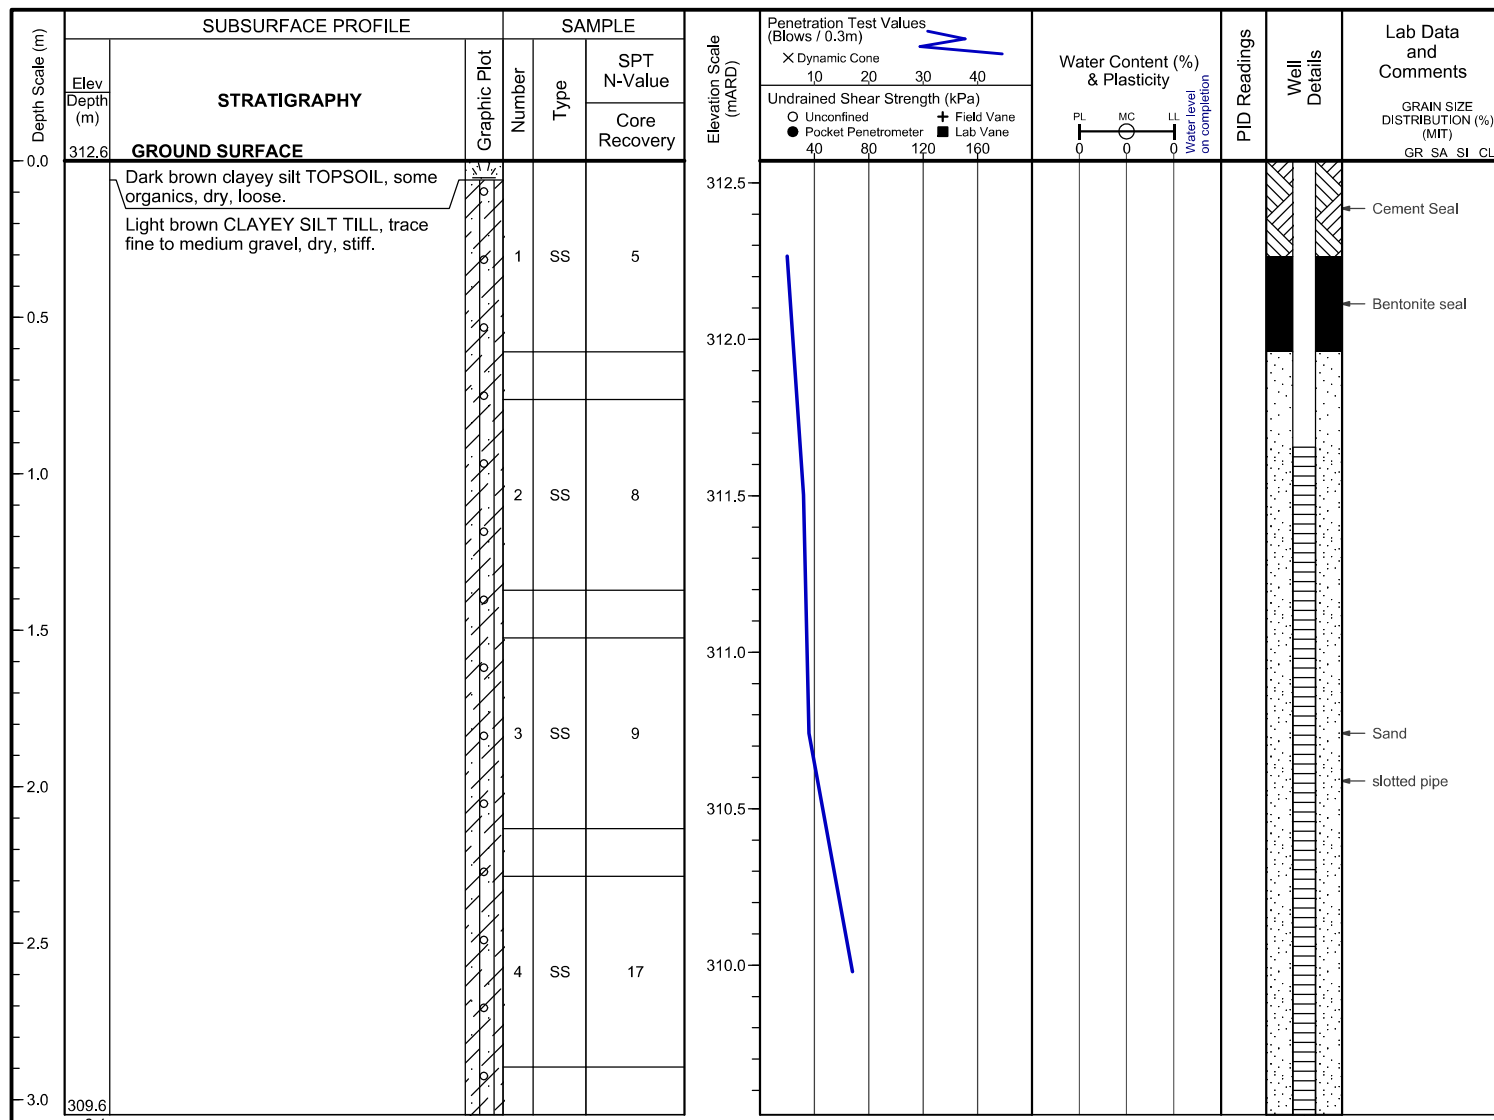 SUBSURFACE PROFILE
SAMPLE
Penetration Test Values
(Blows / 0.3m)
Dynamic Cone
10 20 30 40
Undrained Shear Strength (kPa)
Unconfined
Field Vane
Pocket Penetrometer
Lab Vane
40 80 120 160
Depth Scale (m)
Elev
Depth
(m)
STRATIGRAPHY
Graphic Plot
Number
Type
SPT
N-Value
Core
Recovery
Elevation Scale
(mARD)
Water Content (%)
& Plasticity
PL MC LL
0 0 0
Water level
on completion
PID Readings
Well
Details
Lab Data
and
Comments
GRAIN SIZE
DISTRIBUTION (%)
(MIT)
GR SA SI CL
312.6
GROUND SURFACE
0.0
0.5
1.0
1.5
2.0
2.5
3.0
Dark brown clayey silt TOPSOIL, some
organics, dry, loose.
Light brown CLAYEY SILT TILL, trace
fine to medium gravel, dry, stiff.
1 SS 5
2 SS 8
3 SS 9
4 SS 17
312.5
312.0
311.5
311.0
310.5
310.0
Cement Seal
Bentonite seal
Sand
slotted pipe
309.6